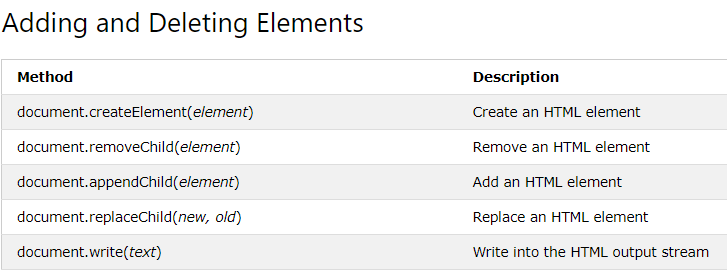 Adding and Deleting Elements
Method Description
document.createElement(element) Create an HTML element
document.removeChild(element) Remove an HTML element
document.appendChild(element) Add an HTML element
document.replaceChild(new, old) Replace an HTML element
document.write(text) Write into the HTML output stream